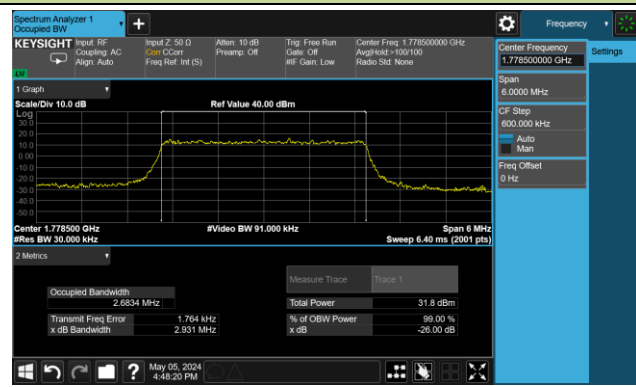 Spectrum Analyzer 1
Occupied BW
Frequency
KEYSIGHT
Input: RF
Coupling: AC
Align: Auto
Input Z: 50 Ω
Corr CCorr
Freq Ref: Int (S)
Atten: 10 dB
Preamp: Off
Trig: Free Run
Gate: Off
#IF Gain: Low
Center Freq: 1.778500000 GHz
Avg|Hold:>100/100
Radio Std: None
Center Frequency
1.778500000 GHz
Settings
Span
6.0000 MHz
CF Step
600.000 kHz
Auto
Man
Freq Offset
0 Hz
1 Graph
Scale/Div 10.0 dB
Ref Value 40.00 dBm
Log
30.0
20.0
10.0
0.00
-10.0
-20.0
-30.0
-40.0
-50.0
Center 1.778500 GHz
#Video BW 91.000 kHz
Span 6 MHz
#Res BW 30.000 kHz
Sweep 6.40 ms (2001 pts)
2 Metrics
Measure Trace
Trace 1
Occupied Bandwidth
2.6834 MHz
Total Power
31.8 dBm
Transmit Freq Error
1.764 kHz
% of OBW Power
99.00 %
x dB Bandwidth
2.931 MHz
x dB
-26.00 dB
?
May 05, 2024
4:48:20 PM